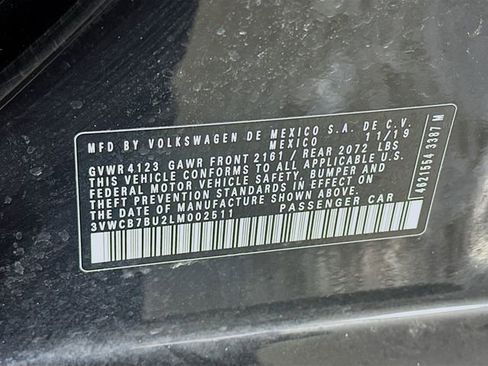 MFD BY VOLKSWAGEN DE MEXICO S.A. DE C.V.
MEXICO 11/19
GVWR 4123 GAWR FRONT 2161 / REAR 2072 LBS
THIS VEHICLE CONFORMS TO ALL APPLICABLE U.S.
FEDERAL MOTOR VEHICLE SAFETY, BUMPER AND
THEFT PREVENTION STANDARDS IN EFFECT ON THE
DATE OF MANUFACTURE SHOWN ABOVE.
3VWCB7BU2LM002511 PASSENGER CAR
46621554 3387 M